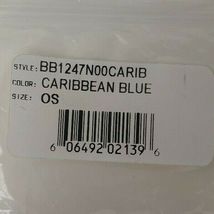 STYLE: BB1247N00CARIB
COLOR: CARIBBEAN BLUE
SIZE: OS
6 06492 02139 6